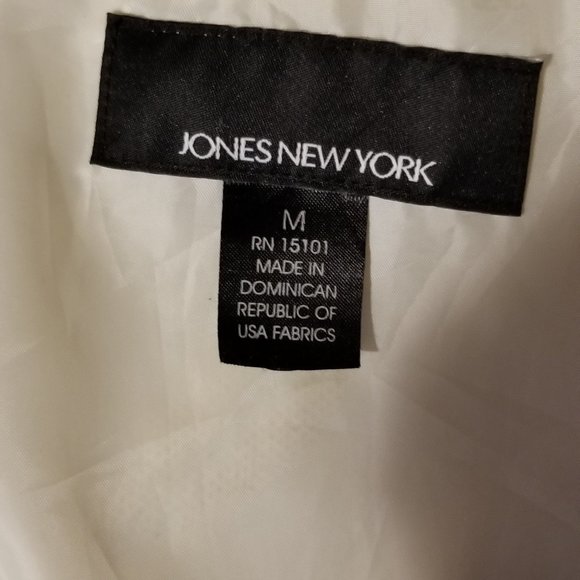 JONES NEW YORK
M
RN 15101
MADE IN
DOMINICAN
REPUBLIC OF
USA FABRICS